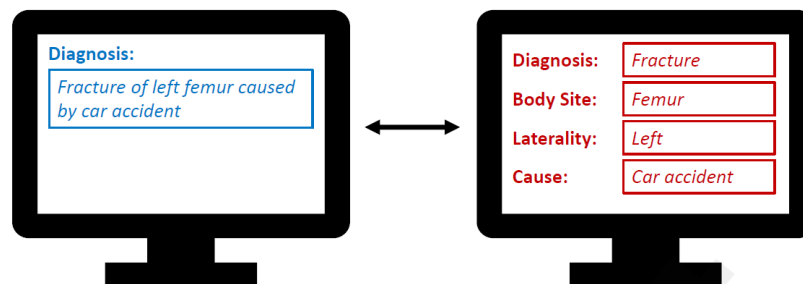 Diagnosis:
Fracture of left femur caused
by car accident
Diagnosis: Fracture
Body Site: Femur
Laterality: Left
Cause: Car accident